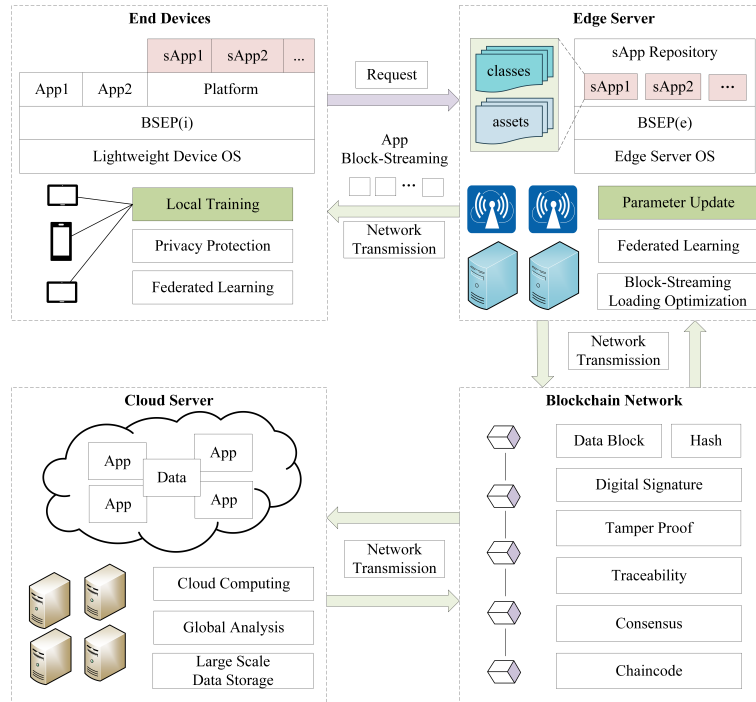 End Devices
sApp1 sApp2 ...
App1 App2 Platform
BSEP(i)
Lightweight Device OS
Local Training
Privacy Protection
Federated Learning
Request
App
Block-Streaming
...
Network
Transmission
Edge Server
classes
assets
sApp Repository
sApp1 sApp2 ...
BSEP(e)
Edge Server OS
Parameter Update
Federated Learning
Block-Streaming
Loading Optimization
Network
Transmission
Cloud Server
App
App
Data
App
App
Cloud Computing
Global Analysis
Large Scale
Data Storage
Network
Transmission
Blockchain Network
Data Block Hash
Digital Signature
Tamper Proof
Traceability
Consensus
Chaincode